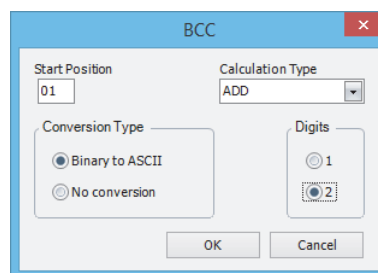 BCC
Start Position
Calculation Type
01
ADD
Conversion Type
Digits
Binary to ASCII
1
No conversion
2
OK
Cancel